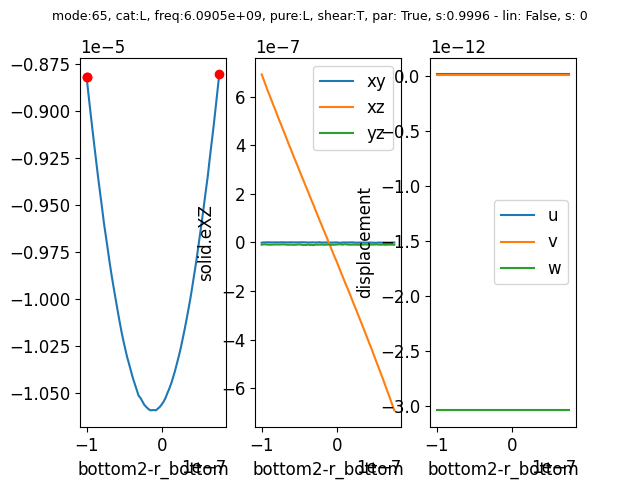 mode:65, cat:L, freq:6.0905e+09, pure:L, shear:T, par: True, s:0.9996 - lin: False, s: 0
1e−5
−0.875
−0.900
−0.925
−0.950
−0.975
−1.000
−1.025
−1.050
−1
0
1e−7
bottom2-r_bottom
solid.eXZ
1e−7
6
4
2
0
−2
−4
−6
xy
xz
yz
−1
0
1e−7
bottom2-r_bottom
displacement
1e−12
0.0
−0.5
−1.0
−1.5
−2.0
−2.5
−3.0
u
v
w
−1
0
1e−7
bottom2-r_bottom